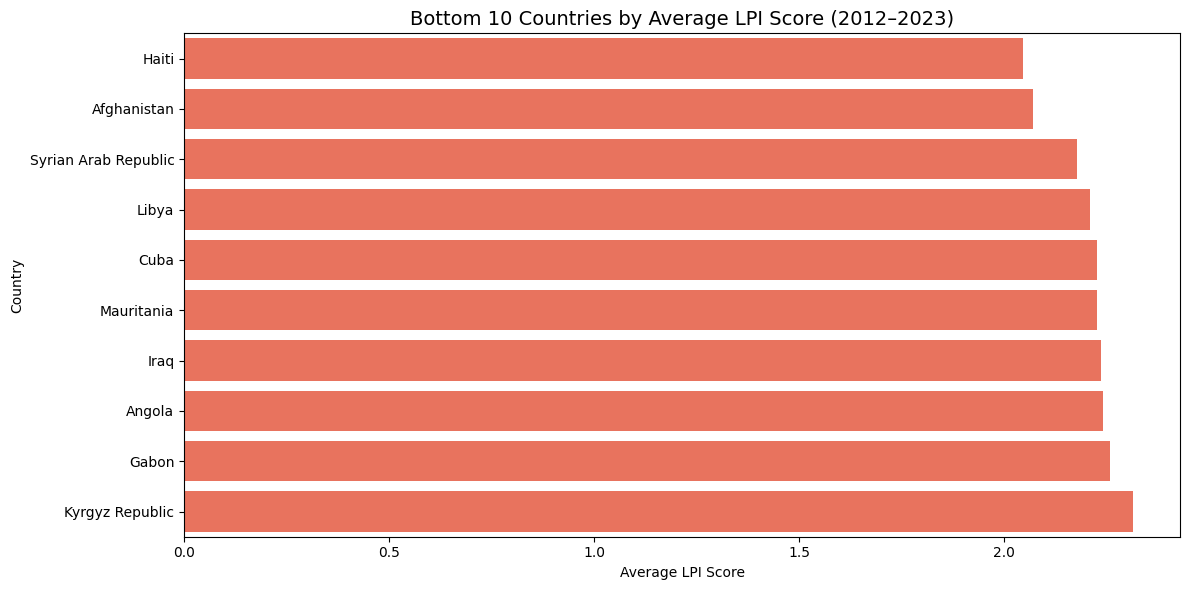 Bottom 10 Countries by Average LPI Score (2012–2023)
Haiti
Afghanistan
Syrian Arab Republic
Libya
Cuba
Mauritania
Iraq
Angola
Gabon
Kyrgyz Republic
Country
0.0 0.5 1.0 1.5 2.0
Average LPI Score